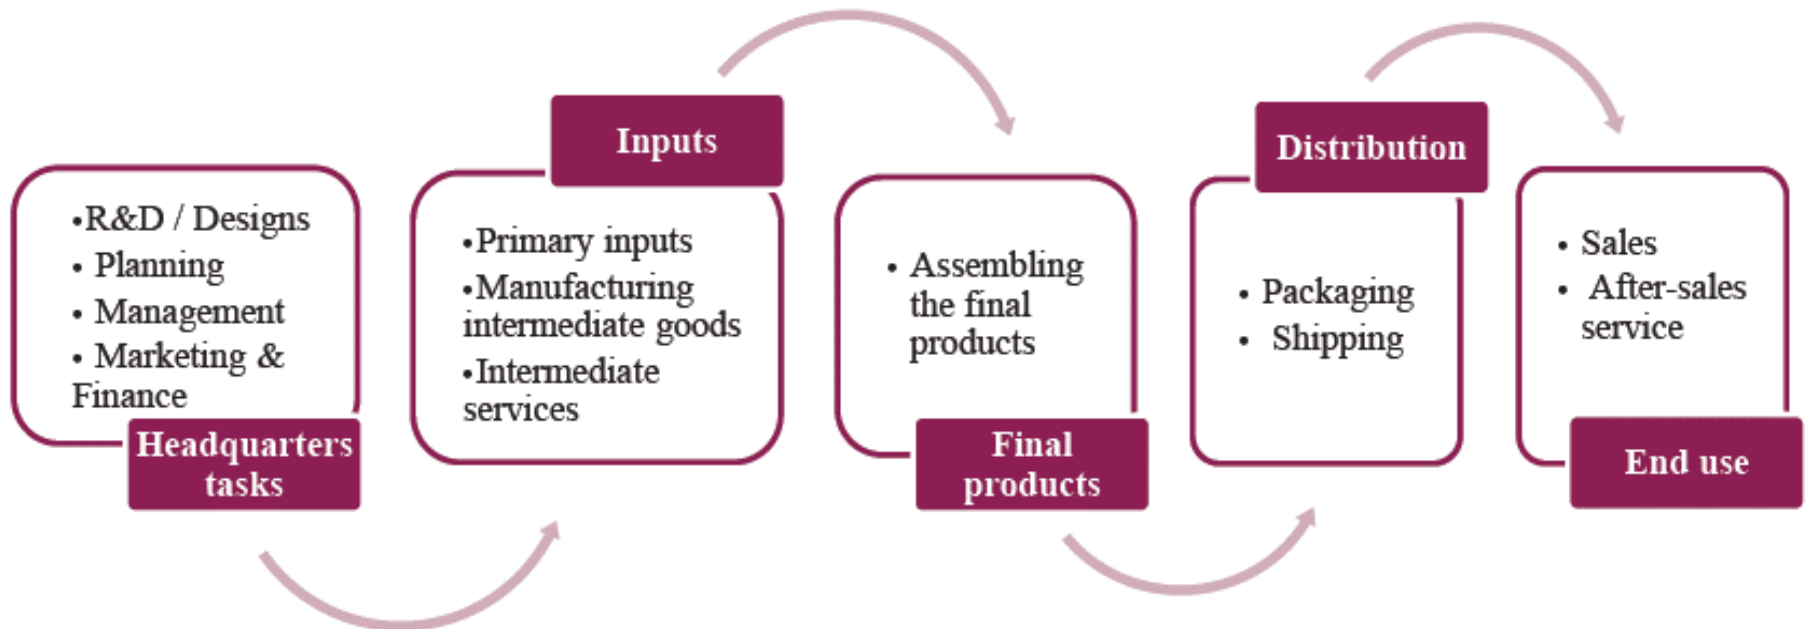 •R&D / Designs
• Planning
• Management
• Marketing &
Finance
Headquarters
tasks
Inputs
•Primary inputs
•Manufacturing
intermediate goods
•Intermediate
services
• Assembling
the final
products
Final
products
Distribution
• Packaging
• Shipping
• Sales
• After-sales
service
End use